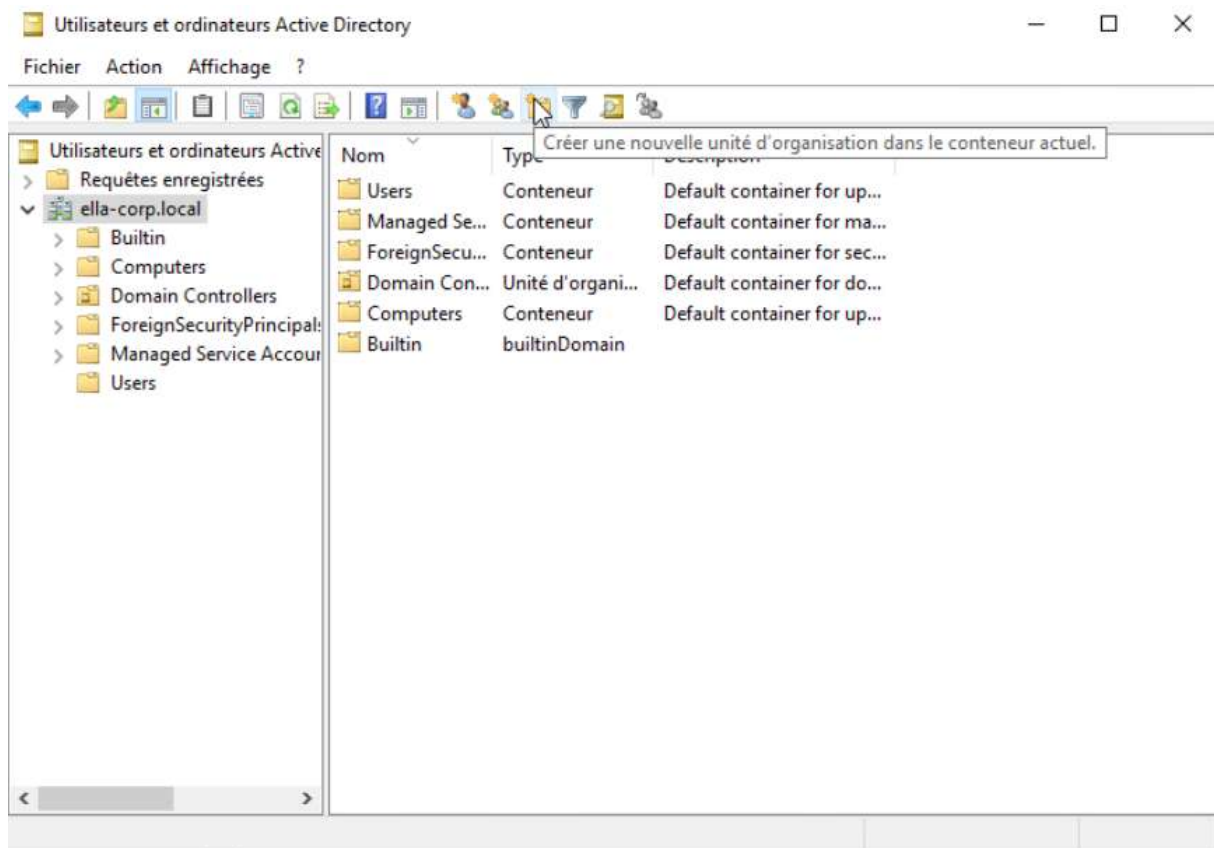 Utilisateurs et ordinateurs Active Directory
Fichier Action Affichage ?
Créer une nouvelle unité d'organisation dans le conteneur actuel.
Utilisateurs et ordinateurs Active
Requêtes enregistrées
ella-corp.local
Builtin
Computers
Domain Controllers
ForeignSecurityPrincipals
Managed Service Accour
Users
Nom Type Description
Users Conteneur Default container for up...
Managed Se... Conteneur Default container for ma...
ForeignSecu... Conteneur Default container for sec...
Domain Con... Unité d'organi... Default container for do...
Computers Conteneur Default container for up...
Builtin builtinDomain